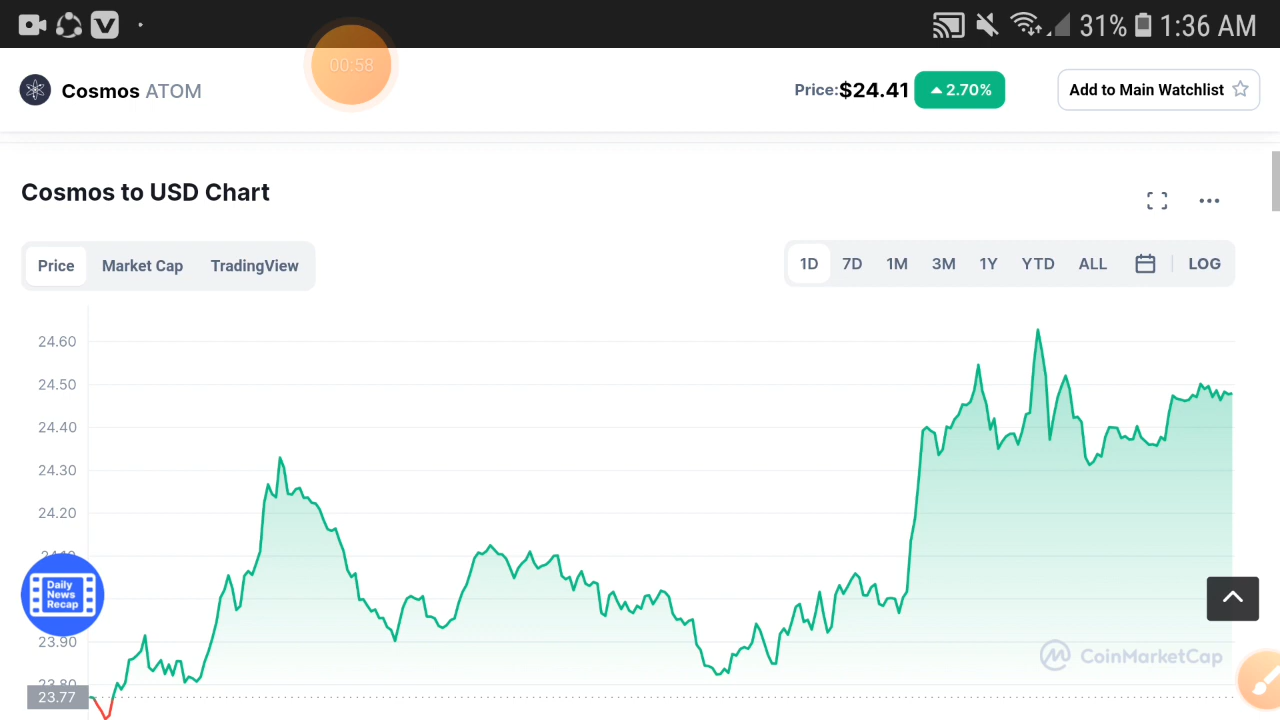 31% 1:36 AM
00:58
Cosmos ATOM
Price:$24.41 2.70%
Add to Main Watchlist
Cosmos to USD Chart
Price Market Cap TradingView
1D 7D 1M 3M 1Y YTD ALL LOG
24.60
24.50
24.40
24.30
24.20
Daily
News
Recap
23.90
CoinMarketCap
23.80
23.77